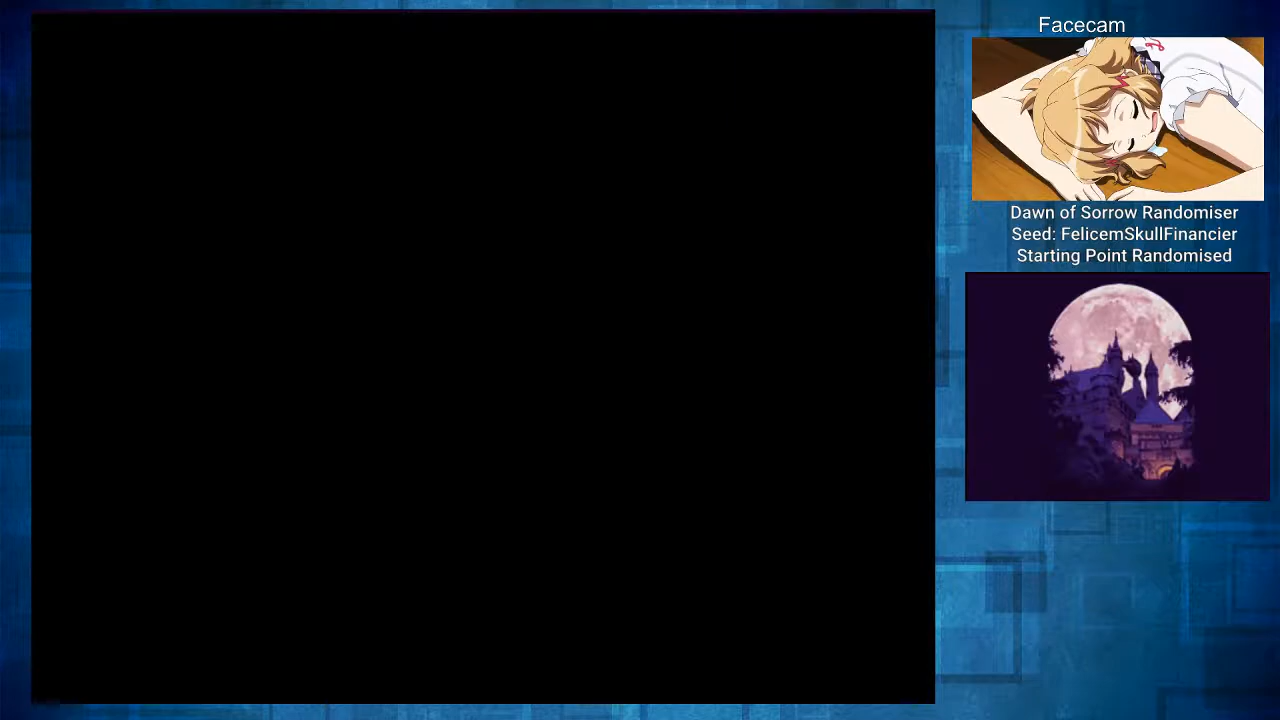 Facecam
Dawn of Sorrow Randomiser
Seed: FelicemSkullFinancier
Starting Point Randomised